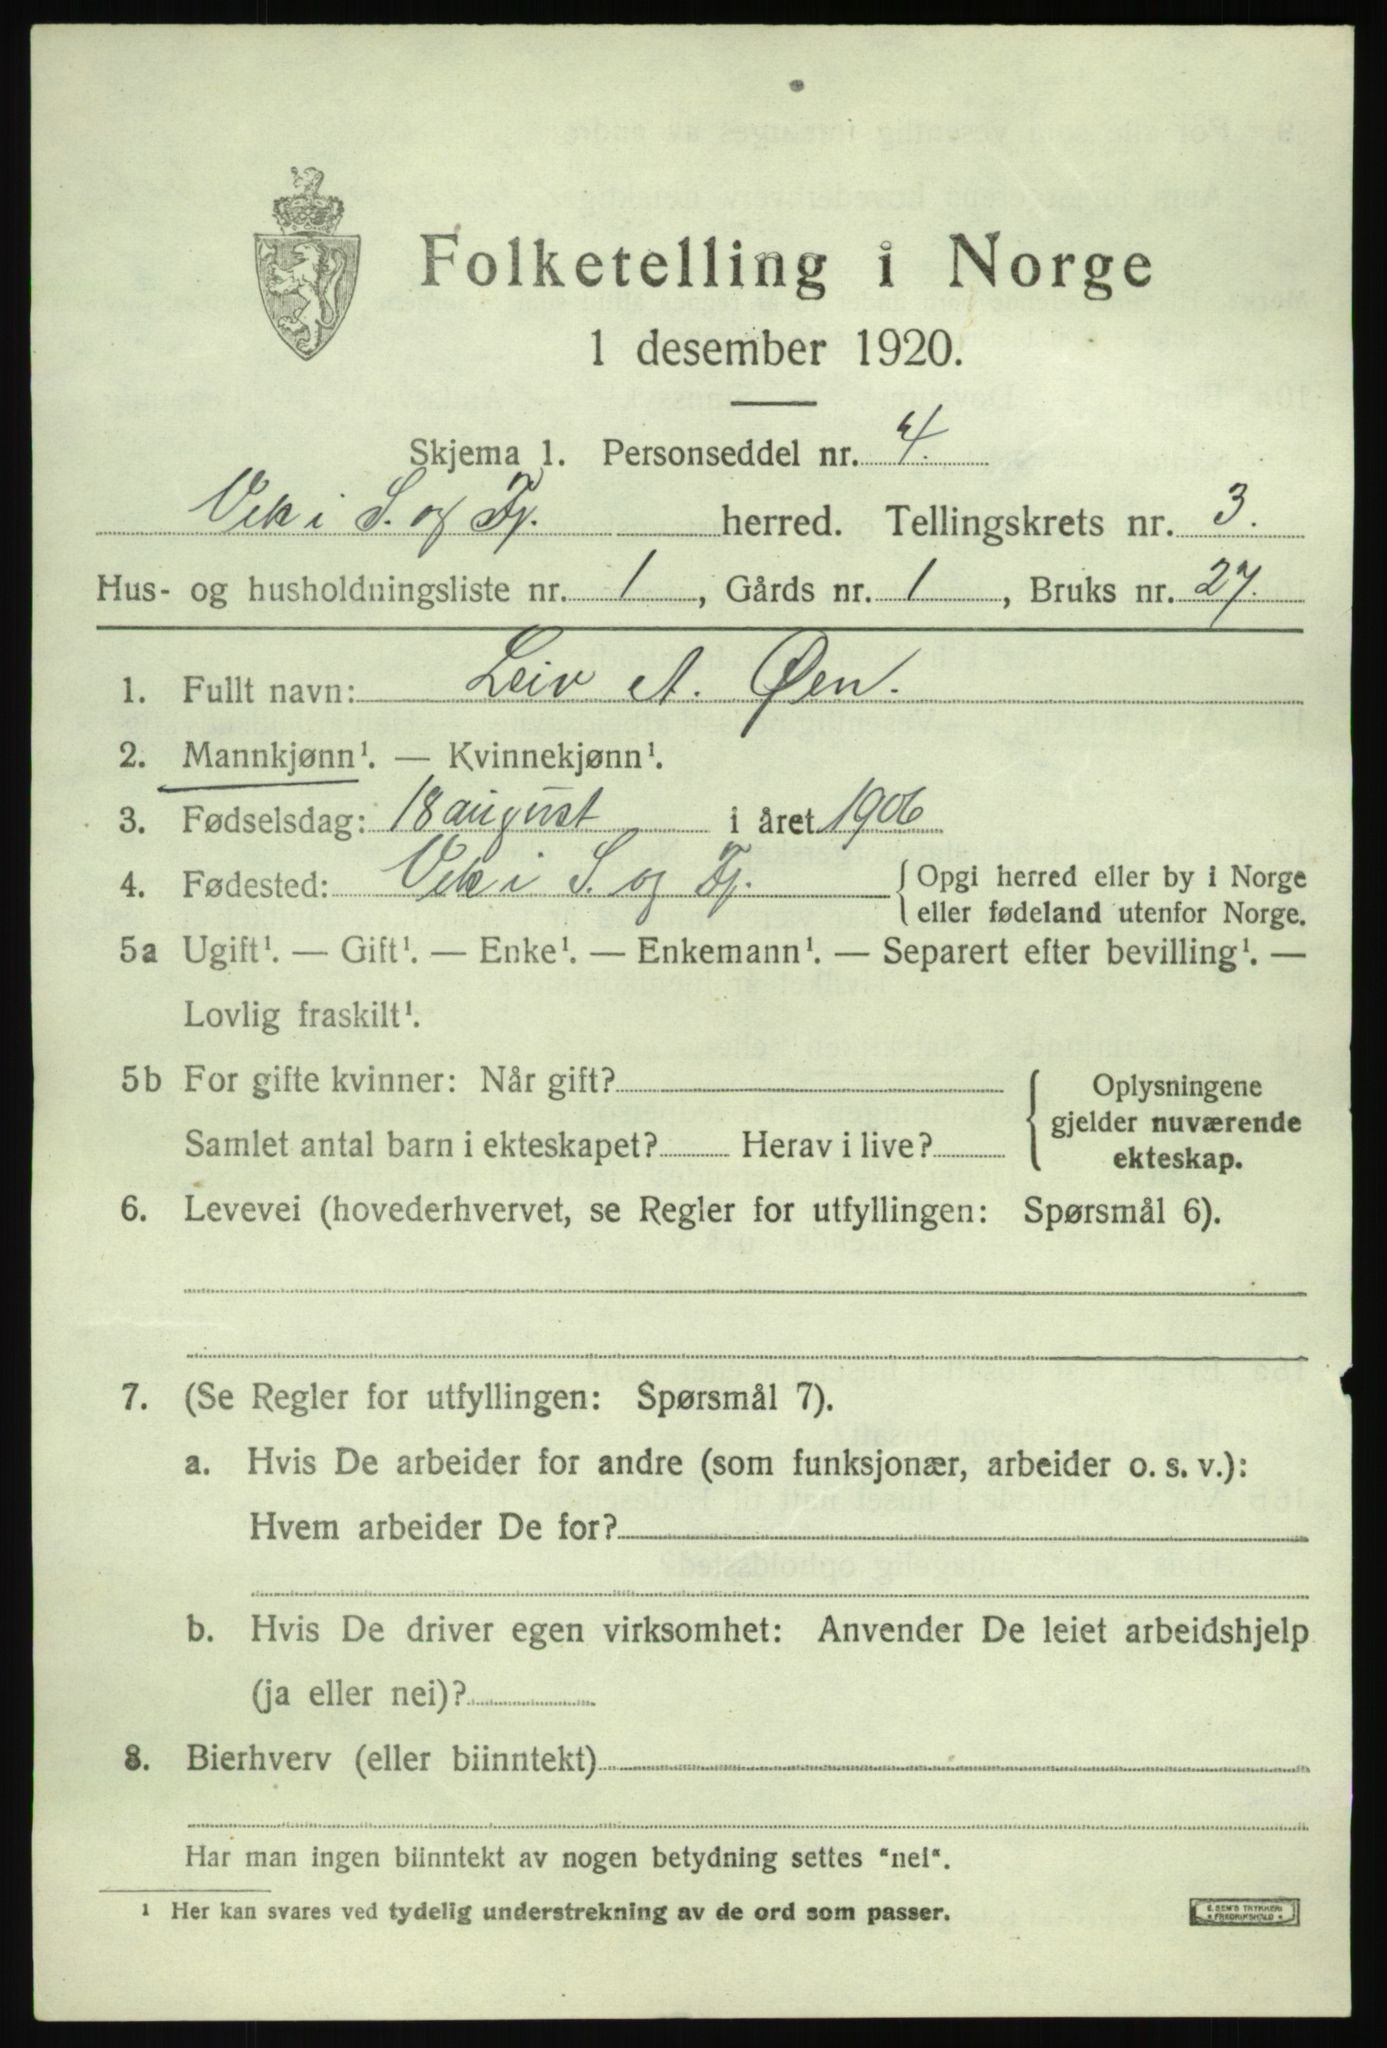 Folketelling i Norge
1 desember 1920.
Skjema 1. Personseddel nr. 4.
Vik i S. og Fj. herred. Tellingskrets nr. 3.
Hus- og husholdningsliste nr. 1, Gårds nr. 1, Bruks nr. 27.
1. Fullt navn: Leiv A. Øen.
2. Mannkjønn¹. — Kvinnekjønn¹.
3. Fødselsdag: 18 august i året 1906
4. Fødested: Vik i S. og Fj. { Opgi herred eller by i Norge
eller fødeland utenfor Norge.
5a Ugift¹. — Gift¹. — Enke¹. — Enkemann¹. — Separert efter bevilling¹. —
Lovlig fraskilt¹.
5b For gifte kvinner: Når gift? { Oplysningene
gjelder nuværende
Samlet antal barn i ekteskapet? Herav i live?
ekteskap.
6. Levevei (hovederhvervet, se Regler for utfyllingen: Spørsmål 6).
7. (Se Regler for utfyllingen: Spørsmål 7).
a. Hvis De arbeider for andre (som funksjonær, arbeider o. s. v.):
Hvem arbeider De for?
b. Hvis De driver egen virksomhet: Anvender De leiet arbeidshjelp
(ja eller nei)?
8. Bierhverv (eller biinntekt)
Har man ingen biinntekt av nogen betydning settes "nei".
¹ Her kan svares ved tydelig understrekning av de ord som passer.